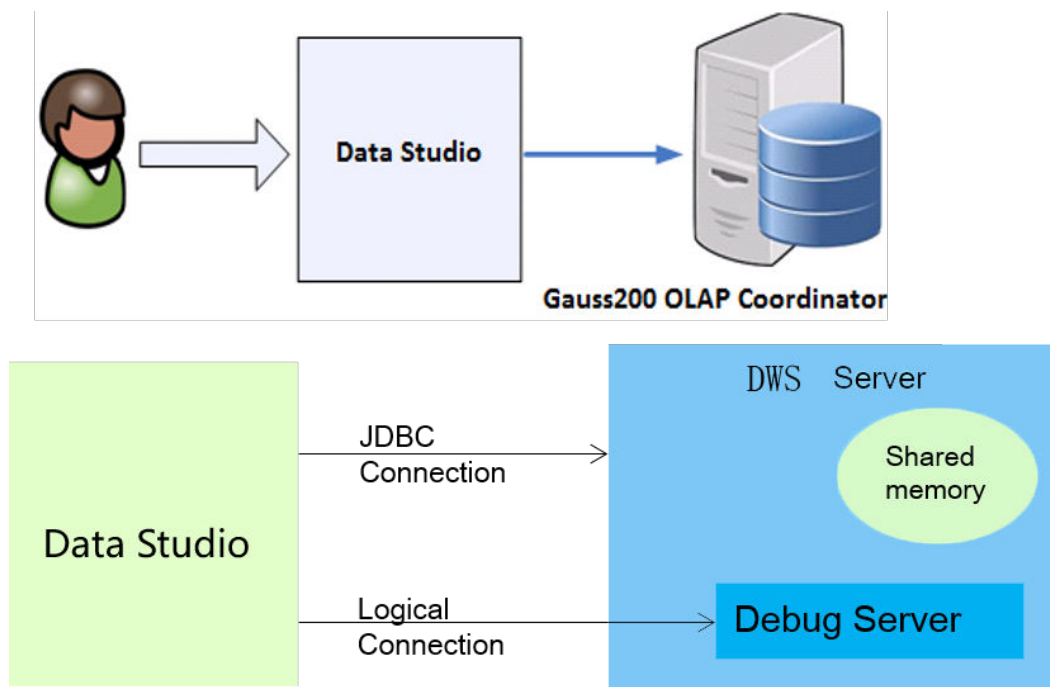 Data Studio
Gauss200 OLAP Coordinator
DWS Server
JDBC
Connection
Shared
memory
Data Studio
Logical
Connection
Debug Server